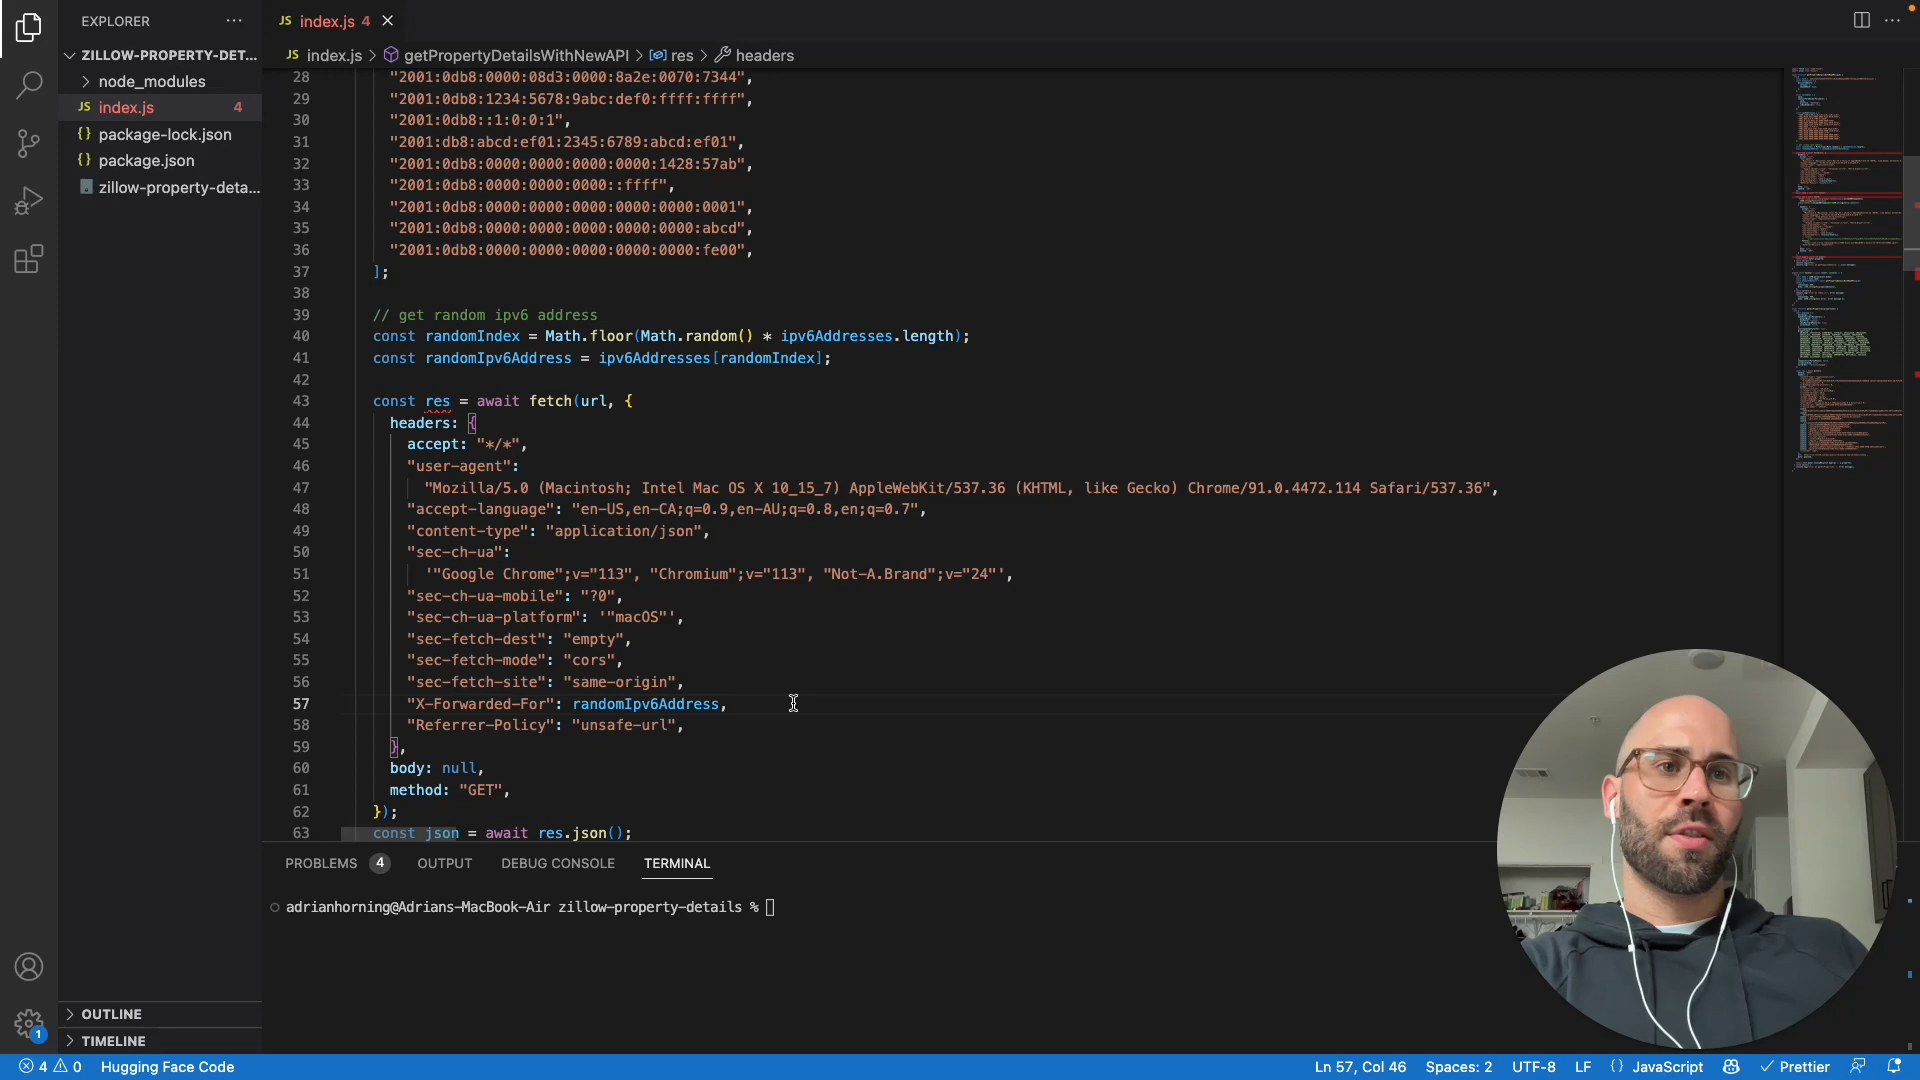 EXPLORER
ZILLOW-PROPERTY-DET...
node_modules
JS index.js 4
package-lock.json
package.json
zillow-property-deta...
OUTLINE
TIMELINE
JS index.js 4
JS index.js > getPropertyDetailsWithNewAPI > res > headers
28 "2001:0db8:0000:08d3:0000:8a2e:0070:7344",
29 "2001:0db8:1234:5678:9abc:def0:ffff:ffff",
30 "2001:0db8::1:0:0:1",
31 "2001:db8:abcd:ef01:2345:6789:abcd:ef01",
32 "2001:0db8:0000:0000:0000:0000:1428:57ab",
33 "2001:0db8:0000:0000:0000::ffff",
34 "2001:0db8:0000:0000:0000:0000:0000:0001",
35 "2001:0db8:0000:0000:0000:0000:0000:abcd",
36 "2001:0db8:0000:0000:0000:0000:0000:fe00",
37 ];
38
39 // get random ipv6 address
40 const randomIndex = Math.floor(Math.random() * ipv6Addresses.length);
41 const randomIpv6Address = ipv6Addresses[randomIndex];
42
43 const res = await fetch(url, {
44 headers: {
45 accept: "*/*",
46 "user-agent":
47 "Mozilla/5.0 (Macintosh; Intel Mac OS X 10_15_7) AppleWebKit/537.36 (KHTML, like Gecko) Chrome/91.0.4472.114 Safari/537.36",
48 "accept-language": "en-US,en-CA;q=0.9,en-AU;q=0.8,en;q=0.7",
49 "content-type": "application/json",
50 "sec-ch-ua":
51 '"Google Chrome";v="113", "Chromium";v="113", "Not-A.Brand";v="24"',
52 "sec-ch-ua-mobile": "?0",
53 "sec-ch-ua-platform": '"macOS"',
54 "sec-fetch-dest": "empty",
55 "sec-fetch-mode": "cors",
56 "sec-fetch-site": "same-origin",
57 "X-Forwarded-For": randomIpv6Address,
58 "Referrer-Policy": "unsafe-url",
59 },
60 body: null,
61 method: "GET",
62 });
63 const json = await res.json();
PROBLEMS 4 OUTPUT DEBUG CONSOLE TERMINAL
adrianhorning@Adrians-MacBook-Air zillow-property-details %
1
4 0 Hugging Face Code Ln 57, Col 46 Spaces: 2 UTF-8 LF {} JavaScript Prettier